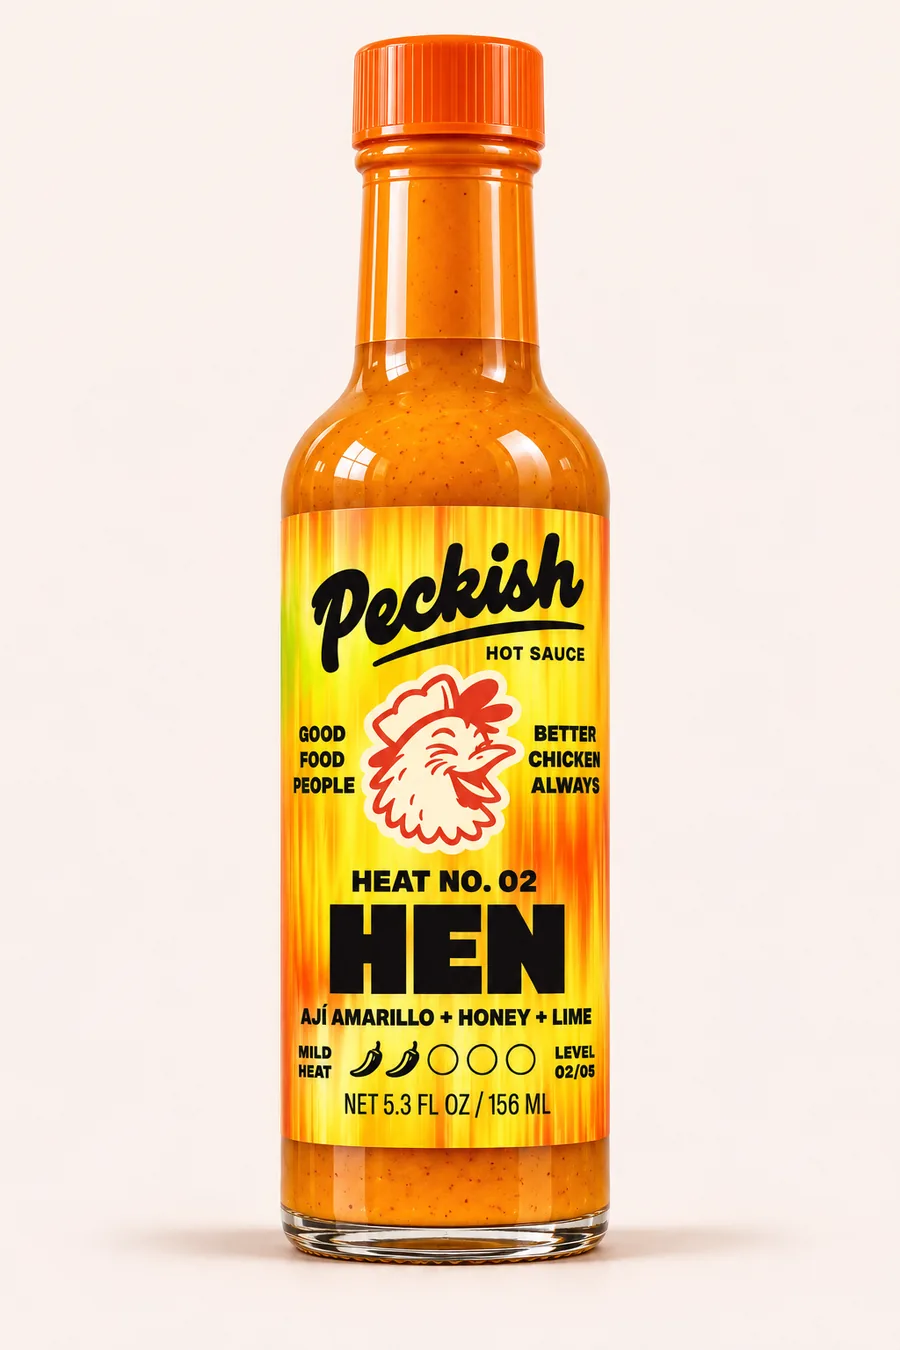 Peckish
HOT SAUCE
GOOD
FOOD
PEOPLE
BETTER
CHICKEN
ALWAYS
HEAT NO. 02
HEN
AJÍ AMARILLO + HONEY + LIME
MILD
HEAT
LEVEL
02/05
NET 5.3 FL OZ / 156 ML